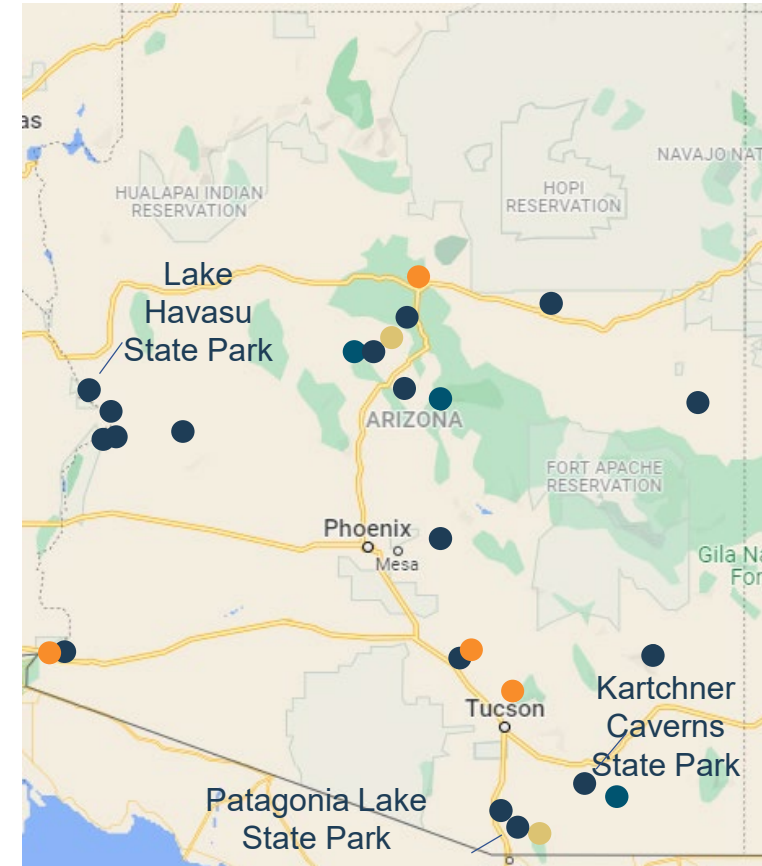 as
NAVAJO NAT
HUALAPAI INDIAN
RESERVATION
HOPI
RESERVATION
Lake
Havasu
State Park
ARIZONA
FORT APACHE
RESERVATION
Phoenix
Mesa
Gila Na
For
Kartchner
Caverns
State Park
Tucson
Patagonia Lake
State Park